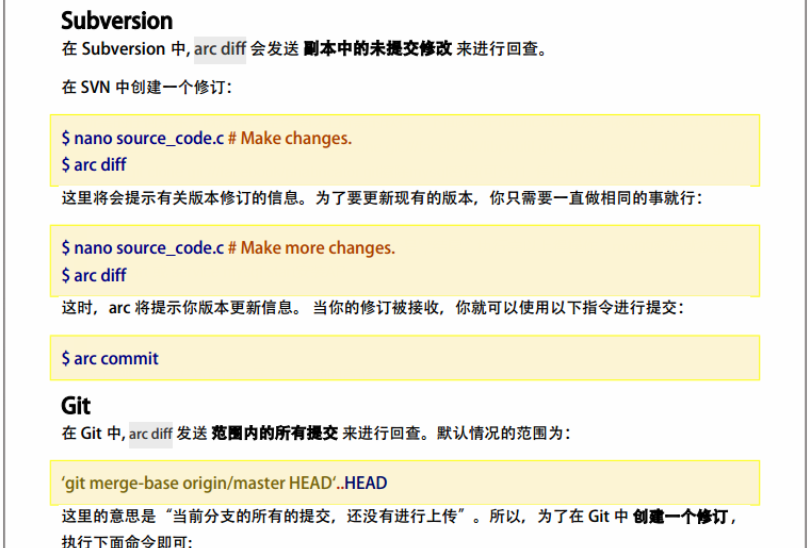 Subversion
在 Subversion 中, arc diff 会发送 副本中的未提交修改 来进行回查。
在 SVN 中创建一个修订：
$ nano source_code.c # Make changes.
$ arc diff
这里将会提示有关版本修订的信息。为了要更新现有的版本，你只需要一直做相同的事就行：
$ nano source_code.c # Make more changes.
$ arc diff
这时，arc 将提示你版本更新信息。 当你的修订被接收，你就可以使用以下指令进行提交：
$ arc commit
Git
在 Git 中, arc diff 发送 范围内的所有提交 来进行回查。默认情况的范围为：
‘git merge-base origin/master HEAD’..HEAD
这里的意思是“当前分支的所有的提交，还没有进行上传”。所以，为了在 Git 中 创建一个修订，
执行下面命令即可：